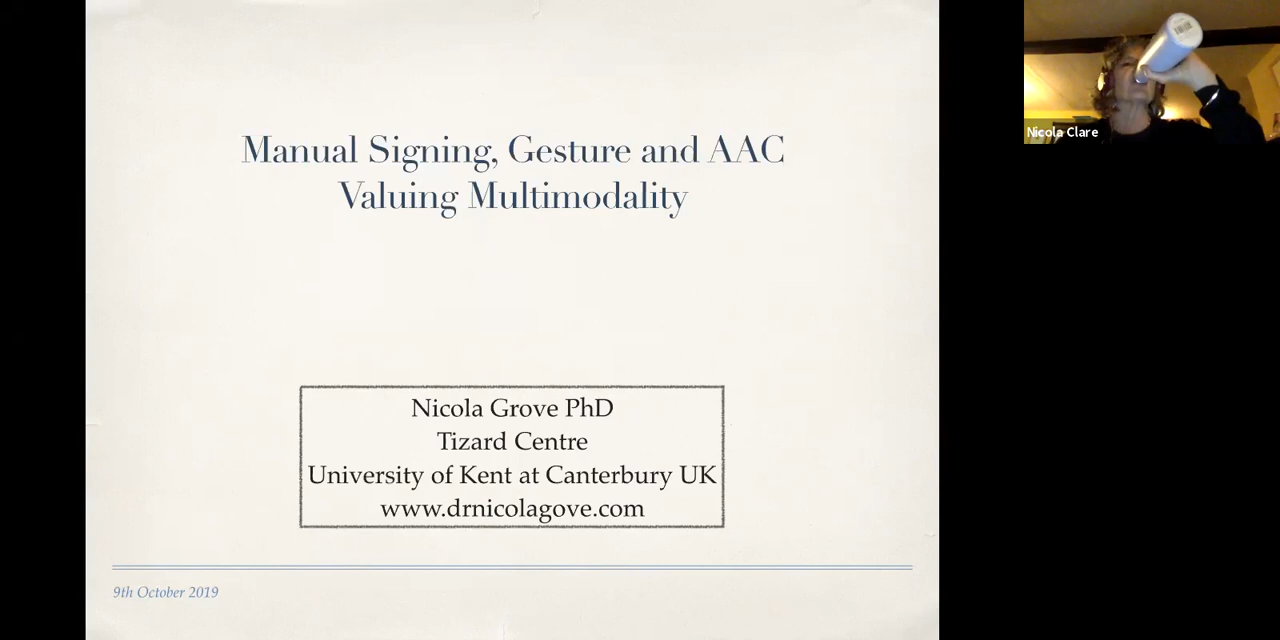 Manual Signing, Gesture and AAC
Valuing Multimodality
Nicola Grove PhD
Tizard Centre
University of Kent at Canterbury UK
www.drnicolagove.com
9th October 2019
Nicola Clare